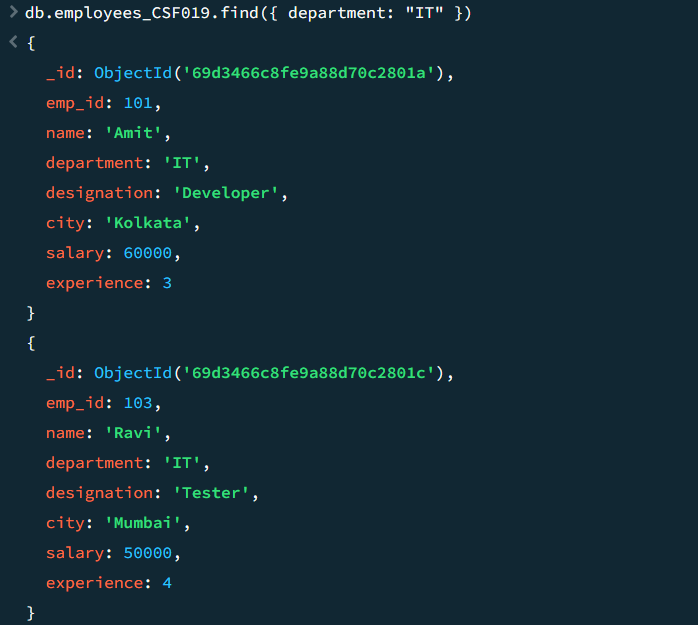 > db.employees_CSF019.find({ department: "IT" })
< {
_id: ObjectId('69d3466c8fe9a88d70c2801a'),
emp_id: 101,
name: 'Amit',
department: 'IT',
designation: 'Developer',
city: 'Kolkata',
salary: 60000,
experience: 3
}
{
_id: ObjectId('69d3466c8fe9a88d70c2801c'),
emp_id: 103,
name: 'Ravi',
department: 'IT',
designation: 'Tester',
city: 'Mumbai',
salary: 50000,
experience: 4
}